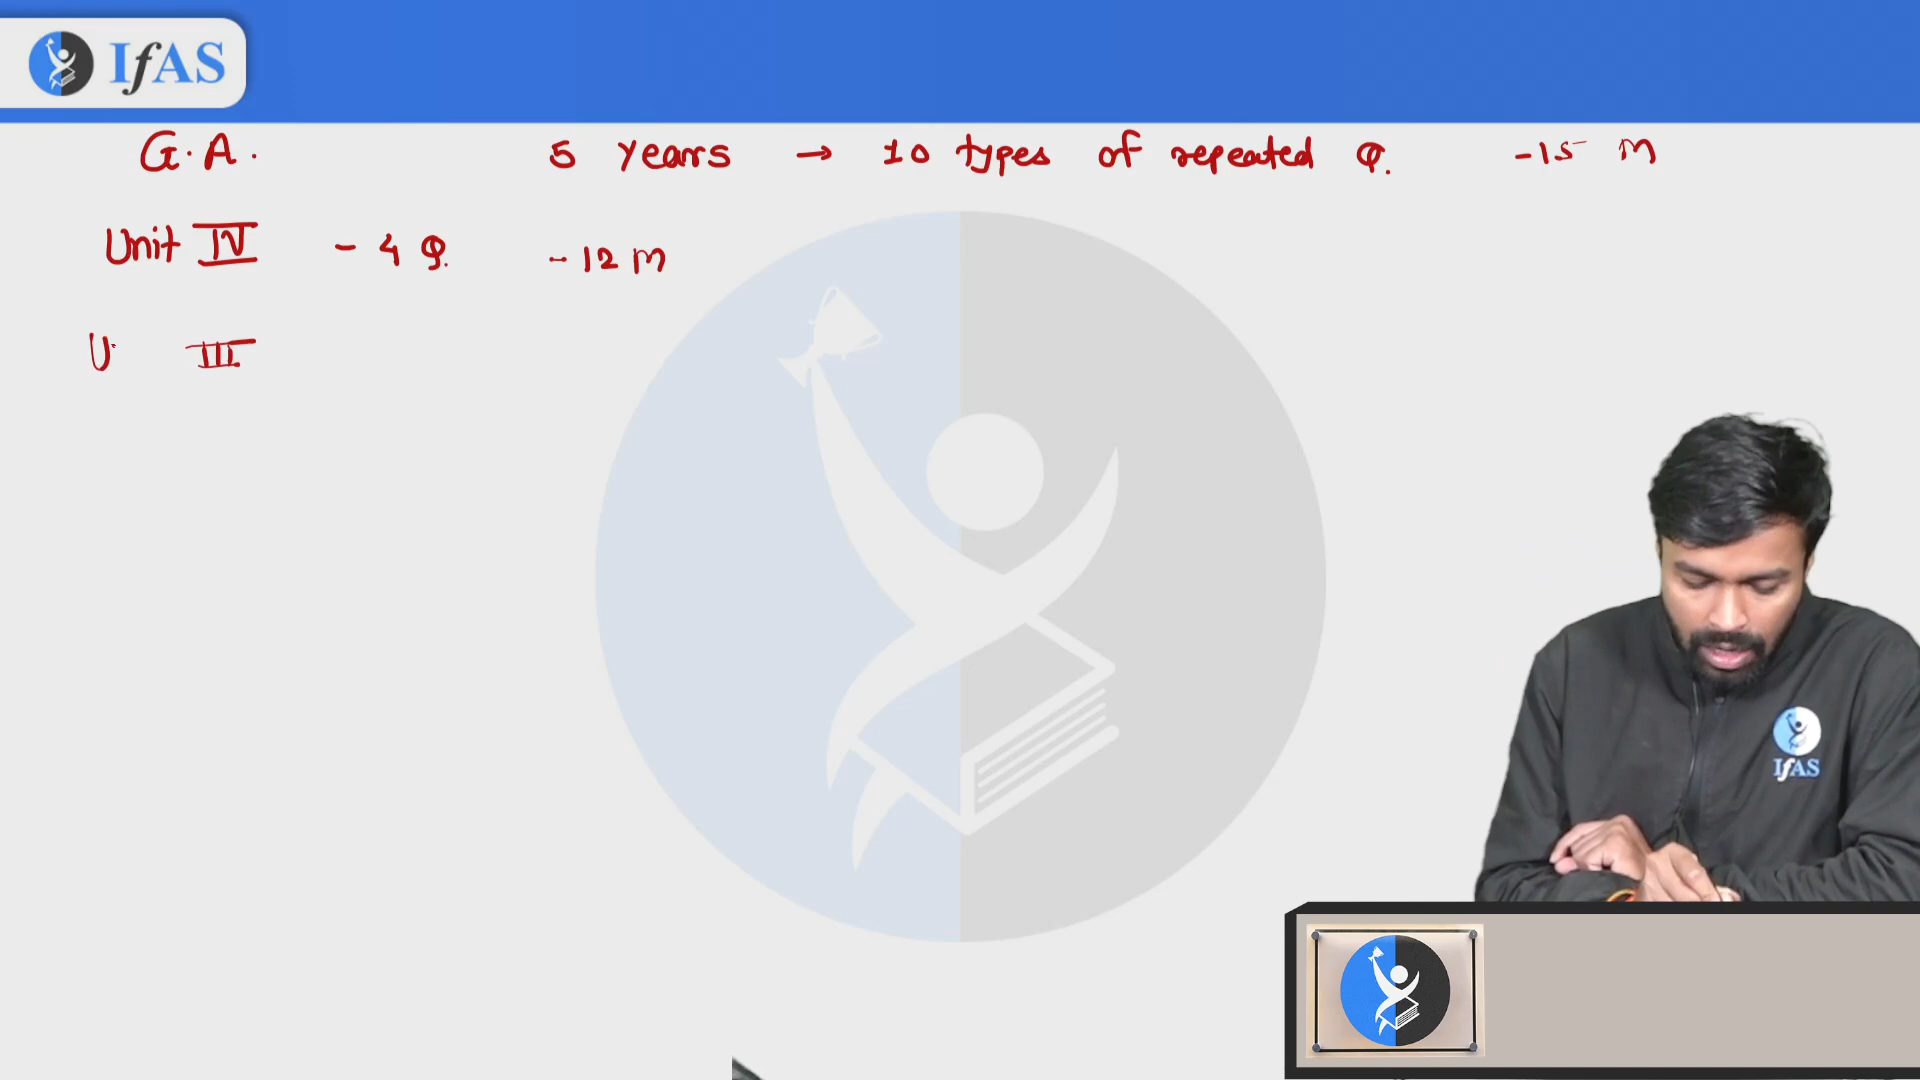 IfAS
G.A. 5 years → 10 types of repeated Q. -15 M
Unit IV - 4 Q. - 12 M
U. III
IfAS